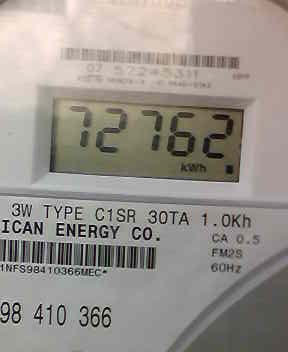 72762
kWh
3W TYPE C1SR 30TA 1.0Kh
ICAN ENERGY CO.
CA 0.5
FM2S
60Hz
1NFS98410366MEC*
98 410 366